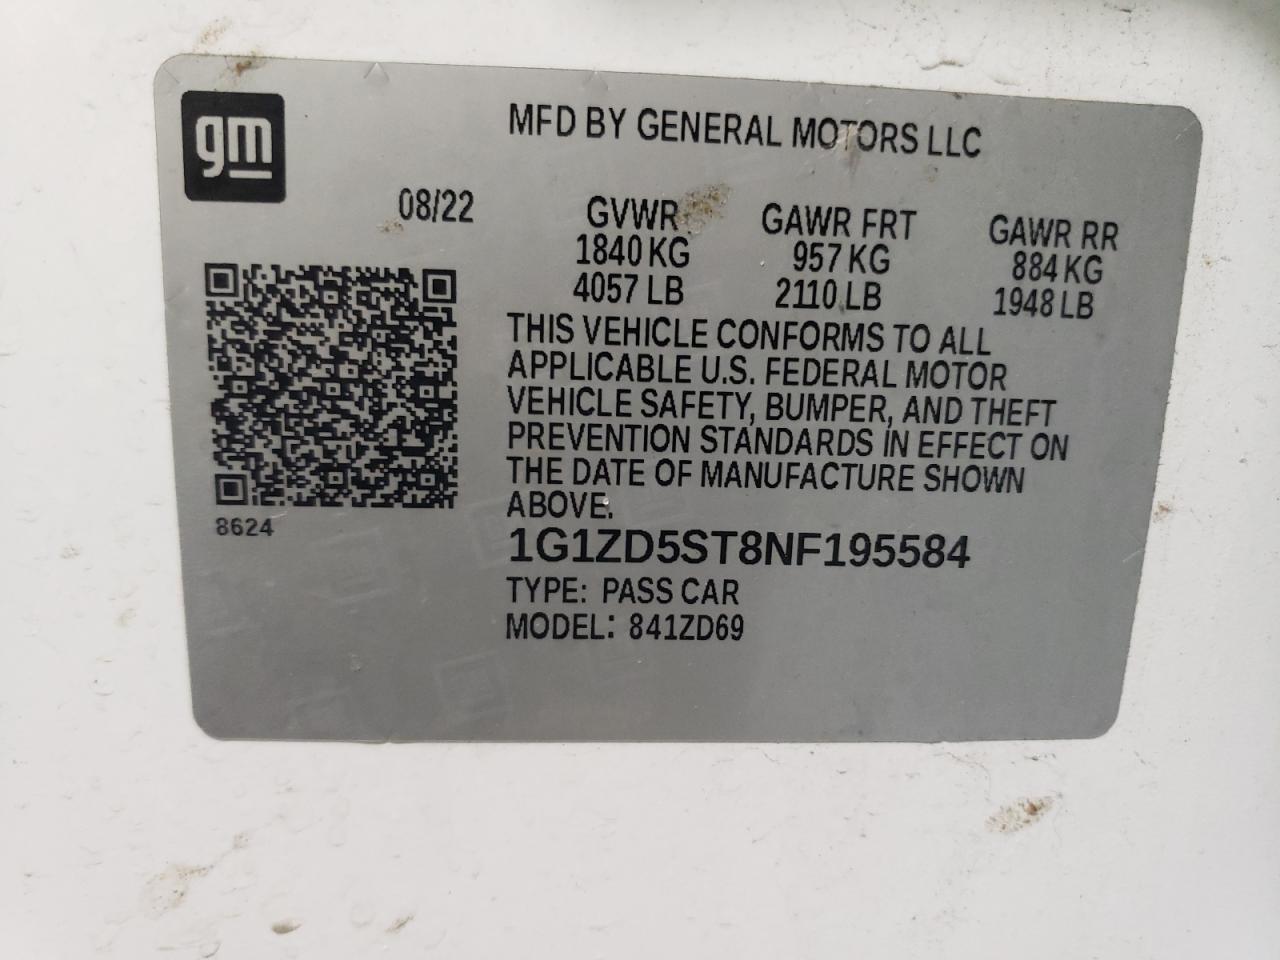 gm
MFD BY GENERAL MOTORS LLC
08/22
GVWR GAWR FRT GAWR RR
1840 KG 957 KG 884 KG
4057 LB 2110 LB 1948 LB
THIS VEHICLE CONFORMS TO ALL
APPLICABLE U.S. FEDERAL MOTOR
VEHICLE SAFETY, BUMPER, AND THEFT
PREVENTION STANDARDS IN EFFECT ON
THE DATE OF MANUFACTURE SHOWN
ABOVE.
8624
1G1ZD5ST8NF195584
TYPE: PASS CAR
MODEL: 841ZD69